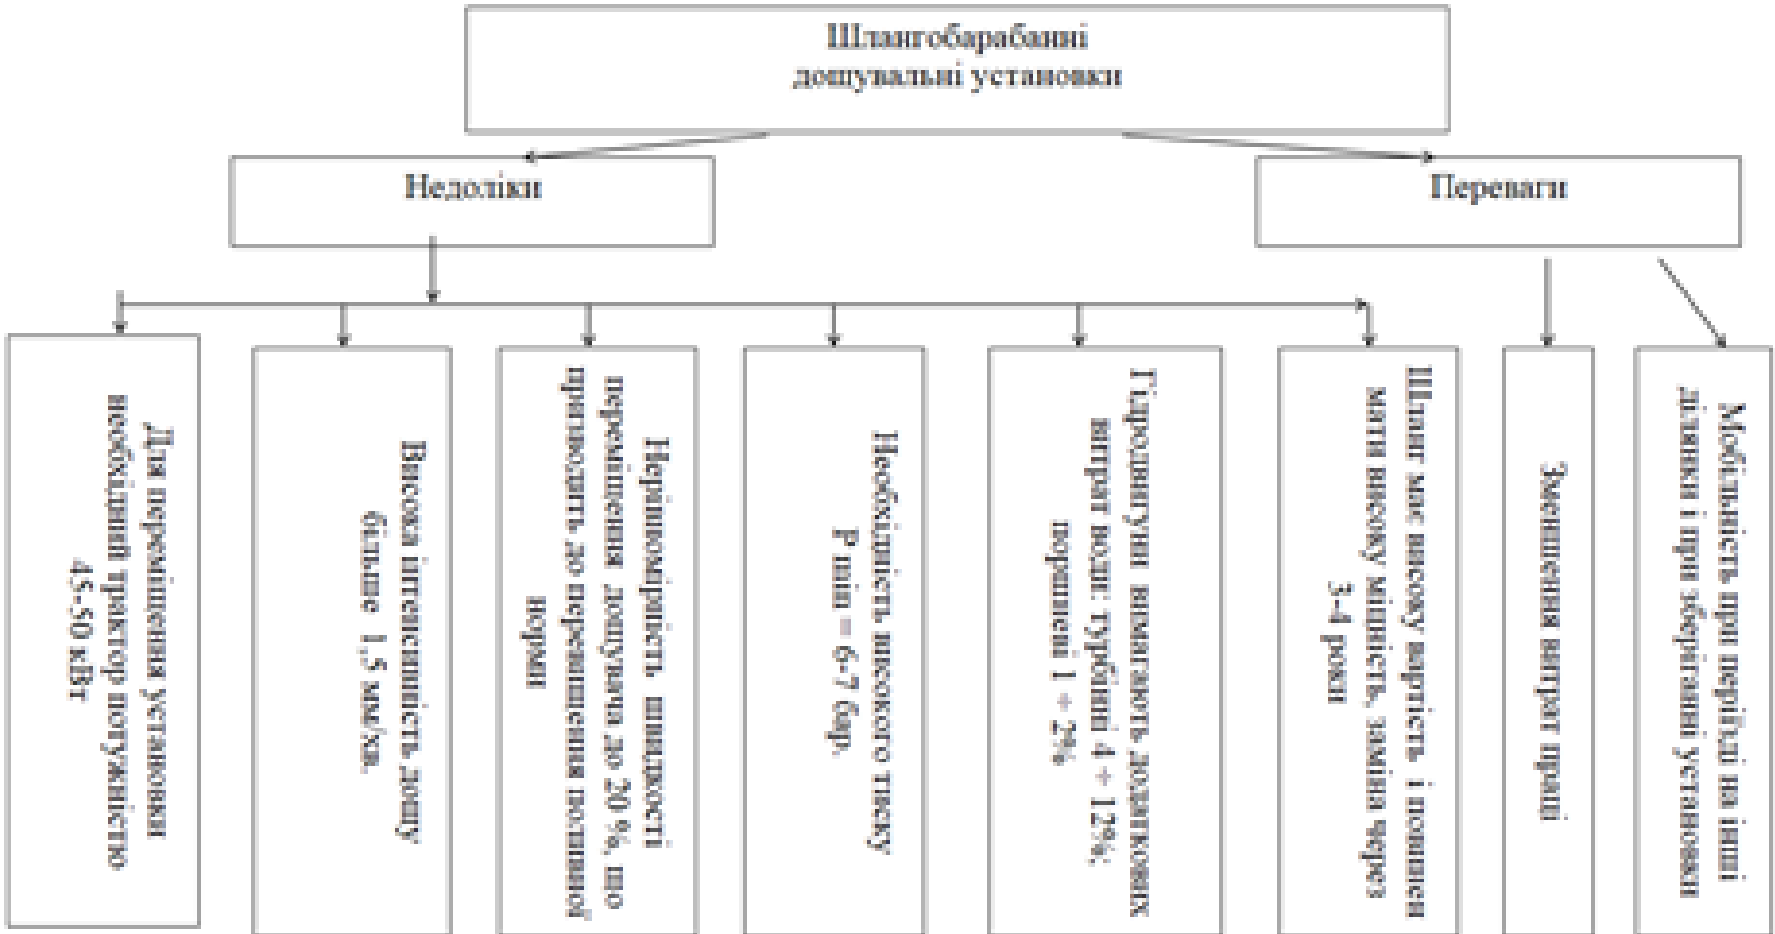 Шлангобарабанні
дощувальні установки
Недоліки
Переваги
Для переміщення установки
необхідний трактор потужністю
45-50 кВт
Висока інтенсивність дощу
більше 1,5 мм/хв.
Нерівномірність швидкості
переміщення дощувача до 20 %, що
призводить до перевищення поливної
норми
Необхідність високого тиску
P min = 6-7 бар.
Гідродвигуни вимагають додаткових
витрат води: турбінні 4 ÷ 12%;
поршневі 1 ÷ 2%
Шланг має високу вартість і повинен
мати високу міцність, заміна через
3-4 роки
Зменшення витрат праці
Мобільність при переїзді на інші
ділянки і при зберіганні установки